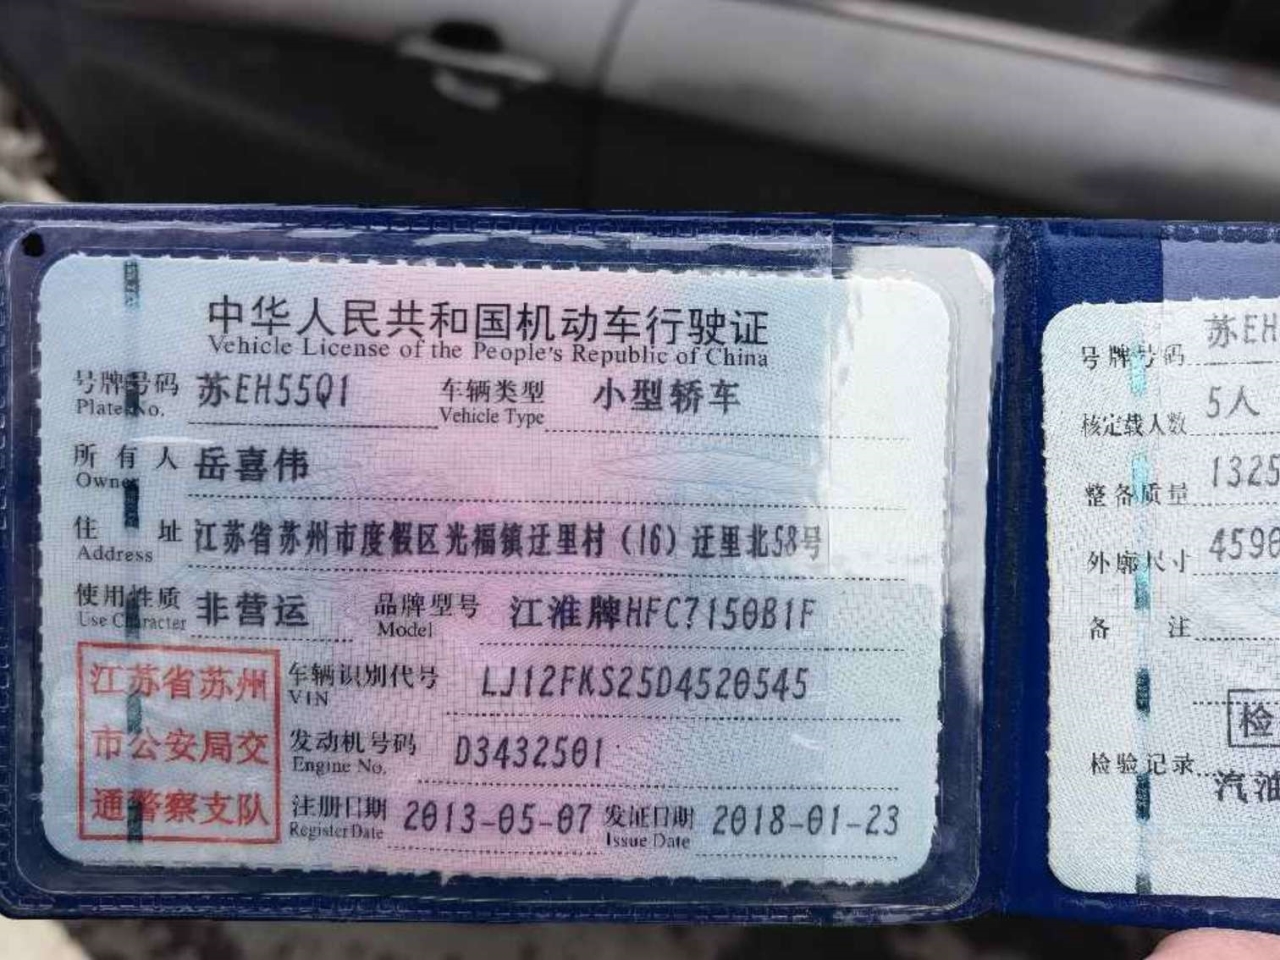 中华人民共和国机动车行驶证
Vehicle License of the People's Republic of China
号牌号码 苏EH55Q1 车辆类型 小型轿车
Plate No. Vehicle Type
所有人 岳喜伟
Owner
住址 江苏省苏州市度假区光福镇迂里村（16）迂里北58号
Address
使用性质 非营运 品牌型号 江淮牌HFC7150B1F
Use Character Model
江苏省苏州
市公安局交
通警察支队
车辆识别代号 LJ12FKS25D4520545
VIN
发动机号码 D3432501
Engine No.
注册日期 2013-05-07 发证日期 2018-01-23
Register Date Issue Date
号牌号码 苏EH
核定载人数 5人
整备质量 1325
外廓尺寸 4590
备注
检
检验记录
汽油